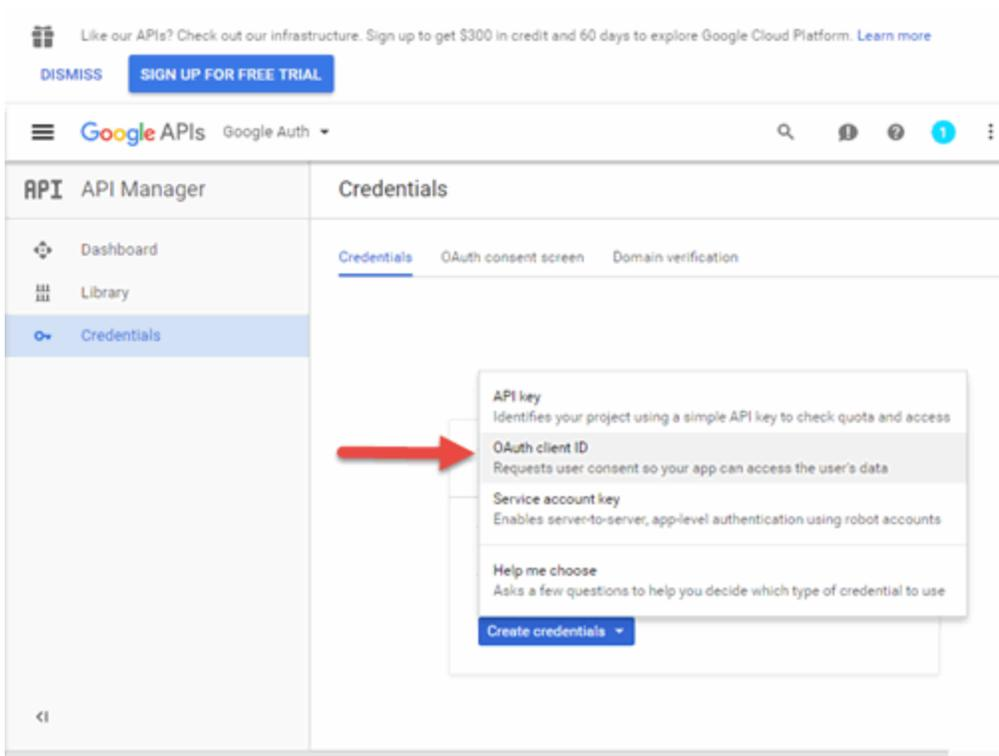 Like our APIs? Check out our infrastructure. Sign up to get $300 in credit and 60 days to explore Google Cloud Platform. Learn more
DISMISS
SIGN UP FOR FREE TRIAL
Google APIs
Google Auth
1
API
API Manager
Credentials
Dashboard
Library
Credentials
Credentials
OAuth consent screen
Domain verification
API key
Identifies your project using a simple API key to check quota and access
OAuth client ID
Requests user consent so your app can access the user's data
Service account key
Enables server-to-server, app-level authentication using robot accounts
Help me choose
Asks a few questions to help you decide which type of credential to use
Create credentials